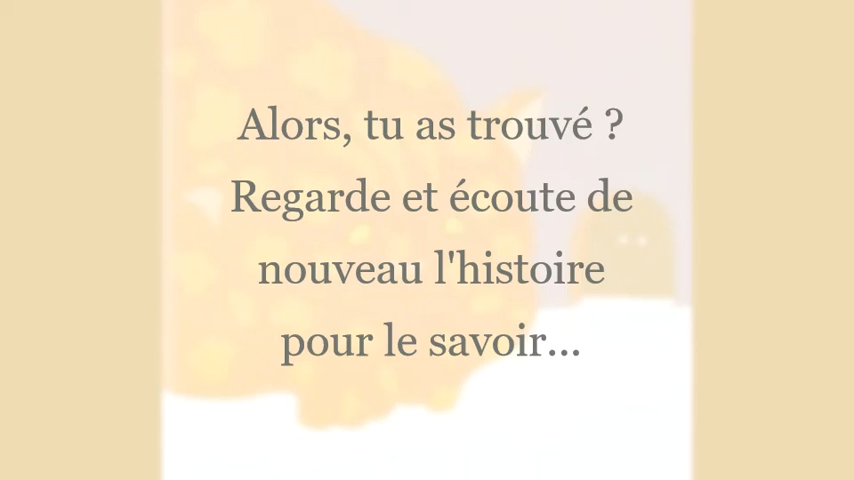 Alors, tu as trouvé ?
Regarde et écoute de
nouveau l'histoire
pour le savoir...